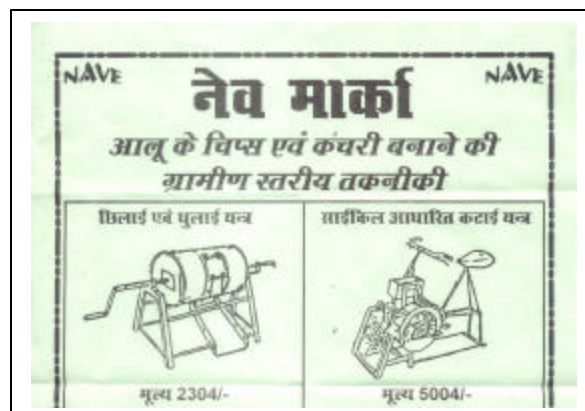 NAVE NAVE
नेव मार्का
आलू के चिप्स एवं कचरी बनाने की
ग्रामीण स्तरीय तकनीकी
छिलाई एवं धुलाई यन्त्र
साईकिल आधारित कटाई यन्त्र
मूल्य 2304/-
मूल्य 5004/-